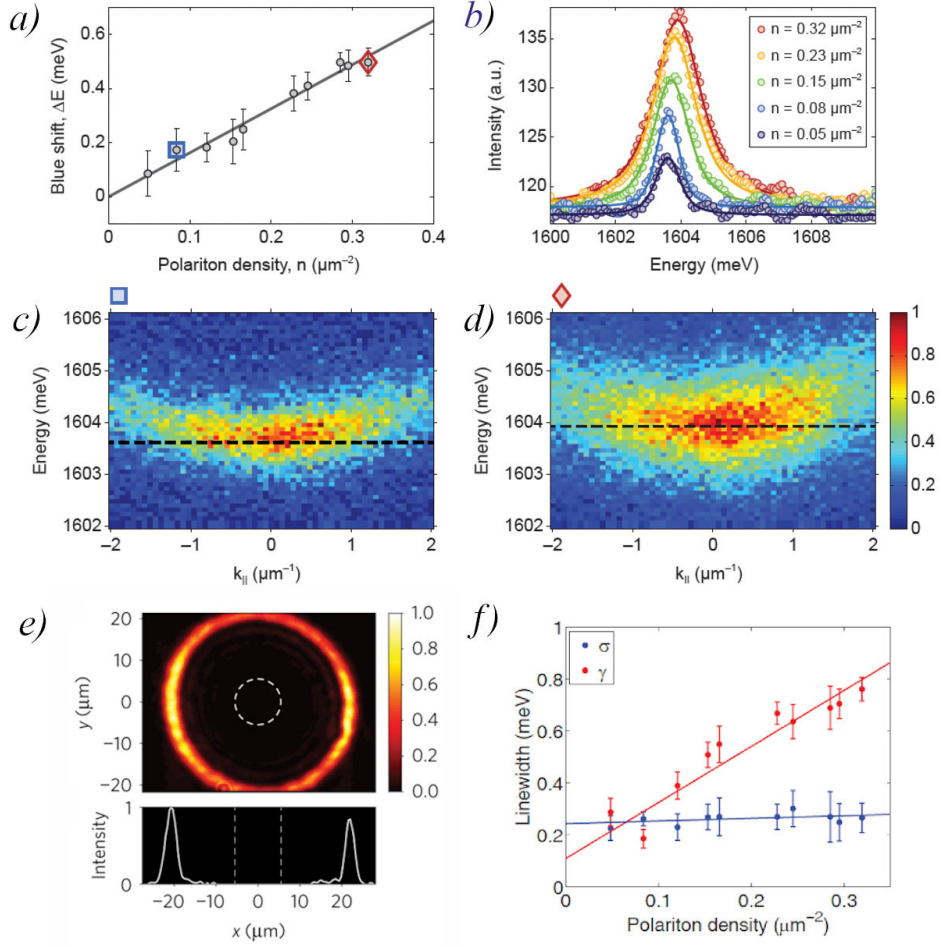 a)
0.6
0.4
0.2
0
Blue shift, ΔE (meV)
0 0.1 0.2 0.3 0.4
Polariton density, n (µm⁻²)
b)
135
130
125
120
Intensity (a.u.)
n = 0.32 µm⁻²
n = 0.23 µm⁻²
n = 0.15 µm⁻²
n = 0.08 µm⁻²
n = 0.05 µm⁻²
1600 1602 1604 1606 1608
Energy (meV)
c)
1606
1605
1604
1603
1602
Energy (meV)
−2 −1 0 1 2
k|| (µm⁻¹)
d)
1606
1605
1604
1603
1602
Energy (meV)
−2 −1 0 1 2
k|| (µm⁻¹)
1
0.8
0.6
0.4
0.2
0
e)
20
10
0
−10
−20
y (µm)
1.0
0.8
0.6
0.4
0.2
0.0
1
0
Intensity
−20 −10 0 10 20
x (µm)
f)
1
0.8
0.6
0.4
0.2
0
Linewidth (meV)
σ
γ
0 0.1 0.2 0.3
Polariton density (µm⁻²)